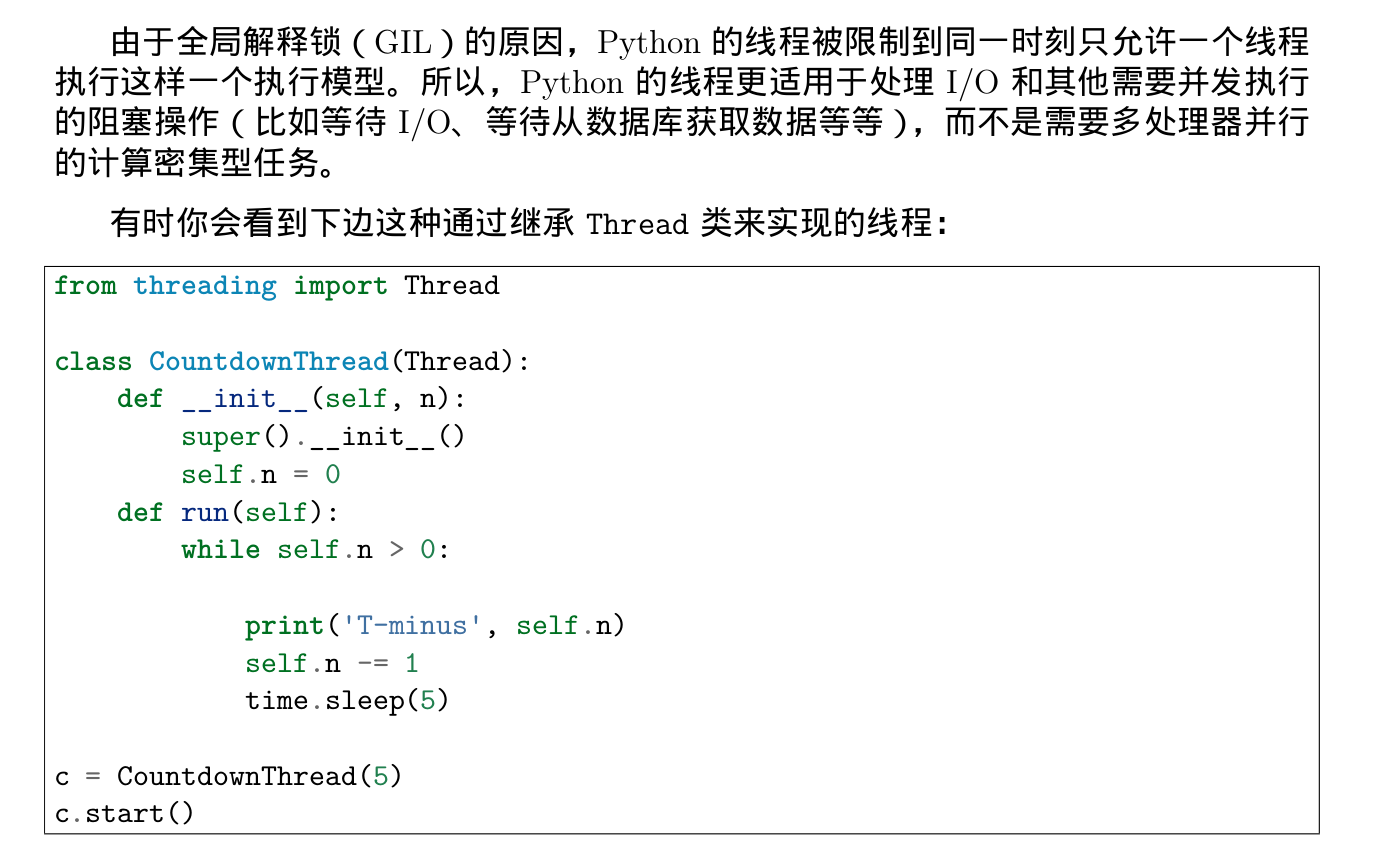 由于全局解释锁（GIL）的原因，Python 的线程被限制到同一时刻只允许一个线程
执行这样一个执行模型。所以，Python 的线程更适用于处理 I/O 和其他需要并发执行
的阻塞操作（比如等待 I/O、等待从数据库获取数据等等），而不是需要多处理器并行
的计算密集型任务。
有时你会看到下边这种通过继承 Thread 类来实现的线程：
from threading import Thread
class CountdownThread(Thread):
    def __init__(self, n):
        super().__init__()
        self.n = 0
    def run(self):
        while self.n > 0:
            print('T-minus', self.n)
            self.n -= 1
            time.sleep(5)
c = CountdownThread(5)
c.start()